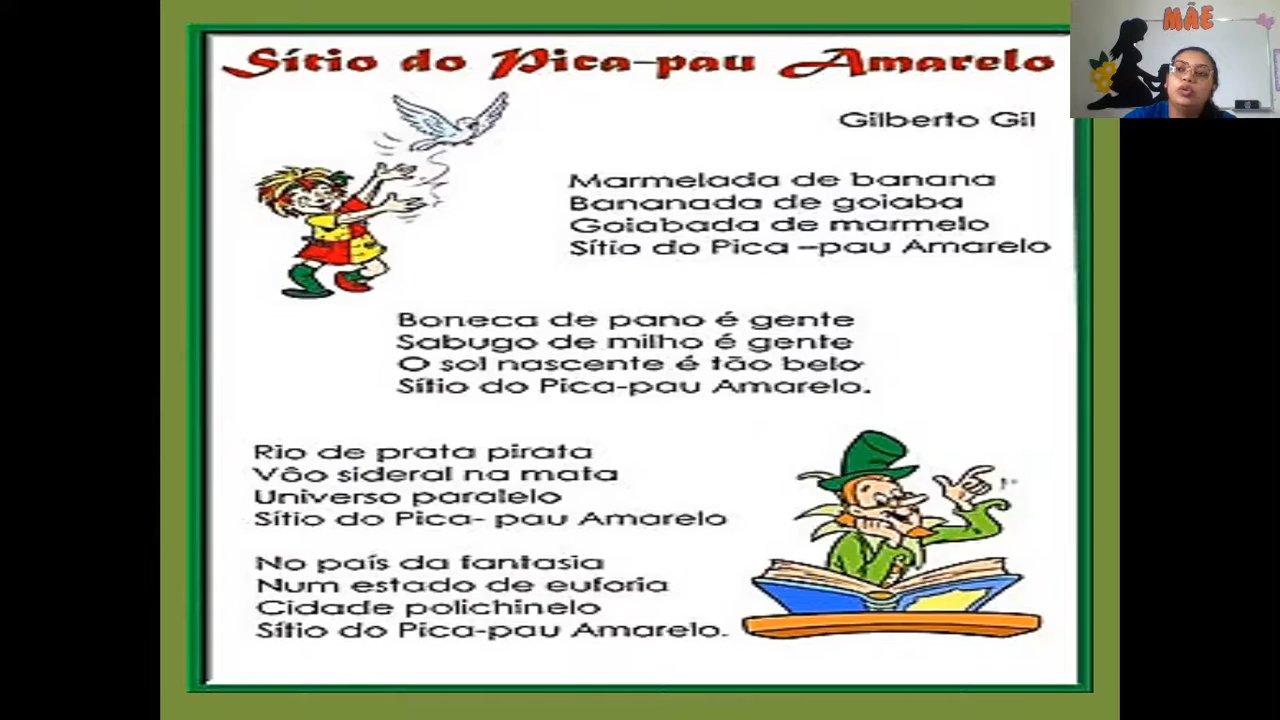 Sítio do Pica-pau Amarelo
MÃE
Gilberto Gil
Marmelada de banana
Bananada de goiaba
Goiabada de marmelo
Sítio do Pica –pau Amarelo
Boneca de pano é gente
Sabugo de milho é gente
O sol nascente é tão belo
Sítio do Pica-pau Amarelo.
Rio de prata pirata
Vôo sideral na mata
Universo paralelo
Sítio do Pica- pau Amarelo
No país da fantasia
Num estado de euforia
Cidade polichinelo
Sítio do Pica-pau Amarelo.